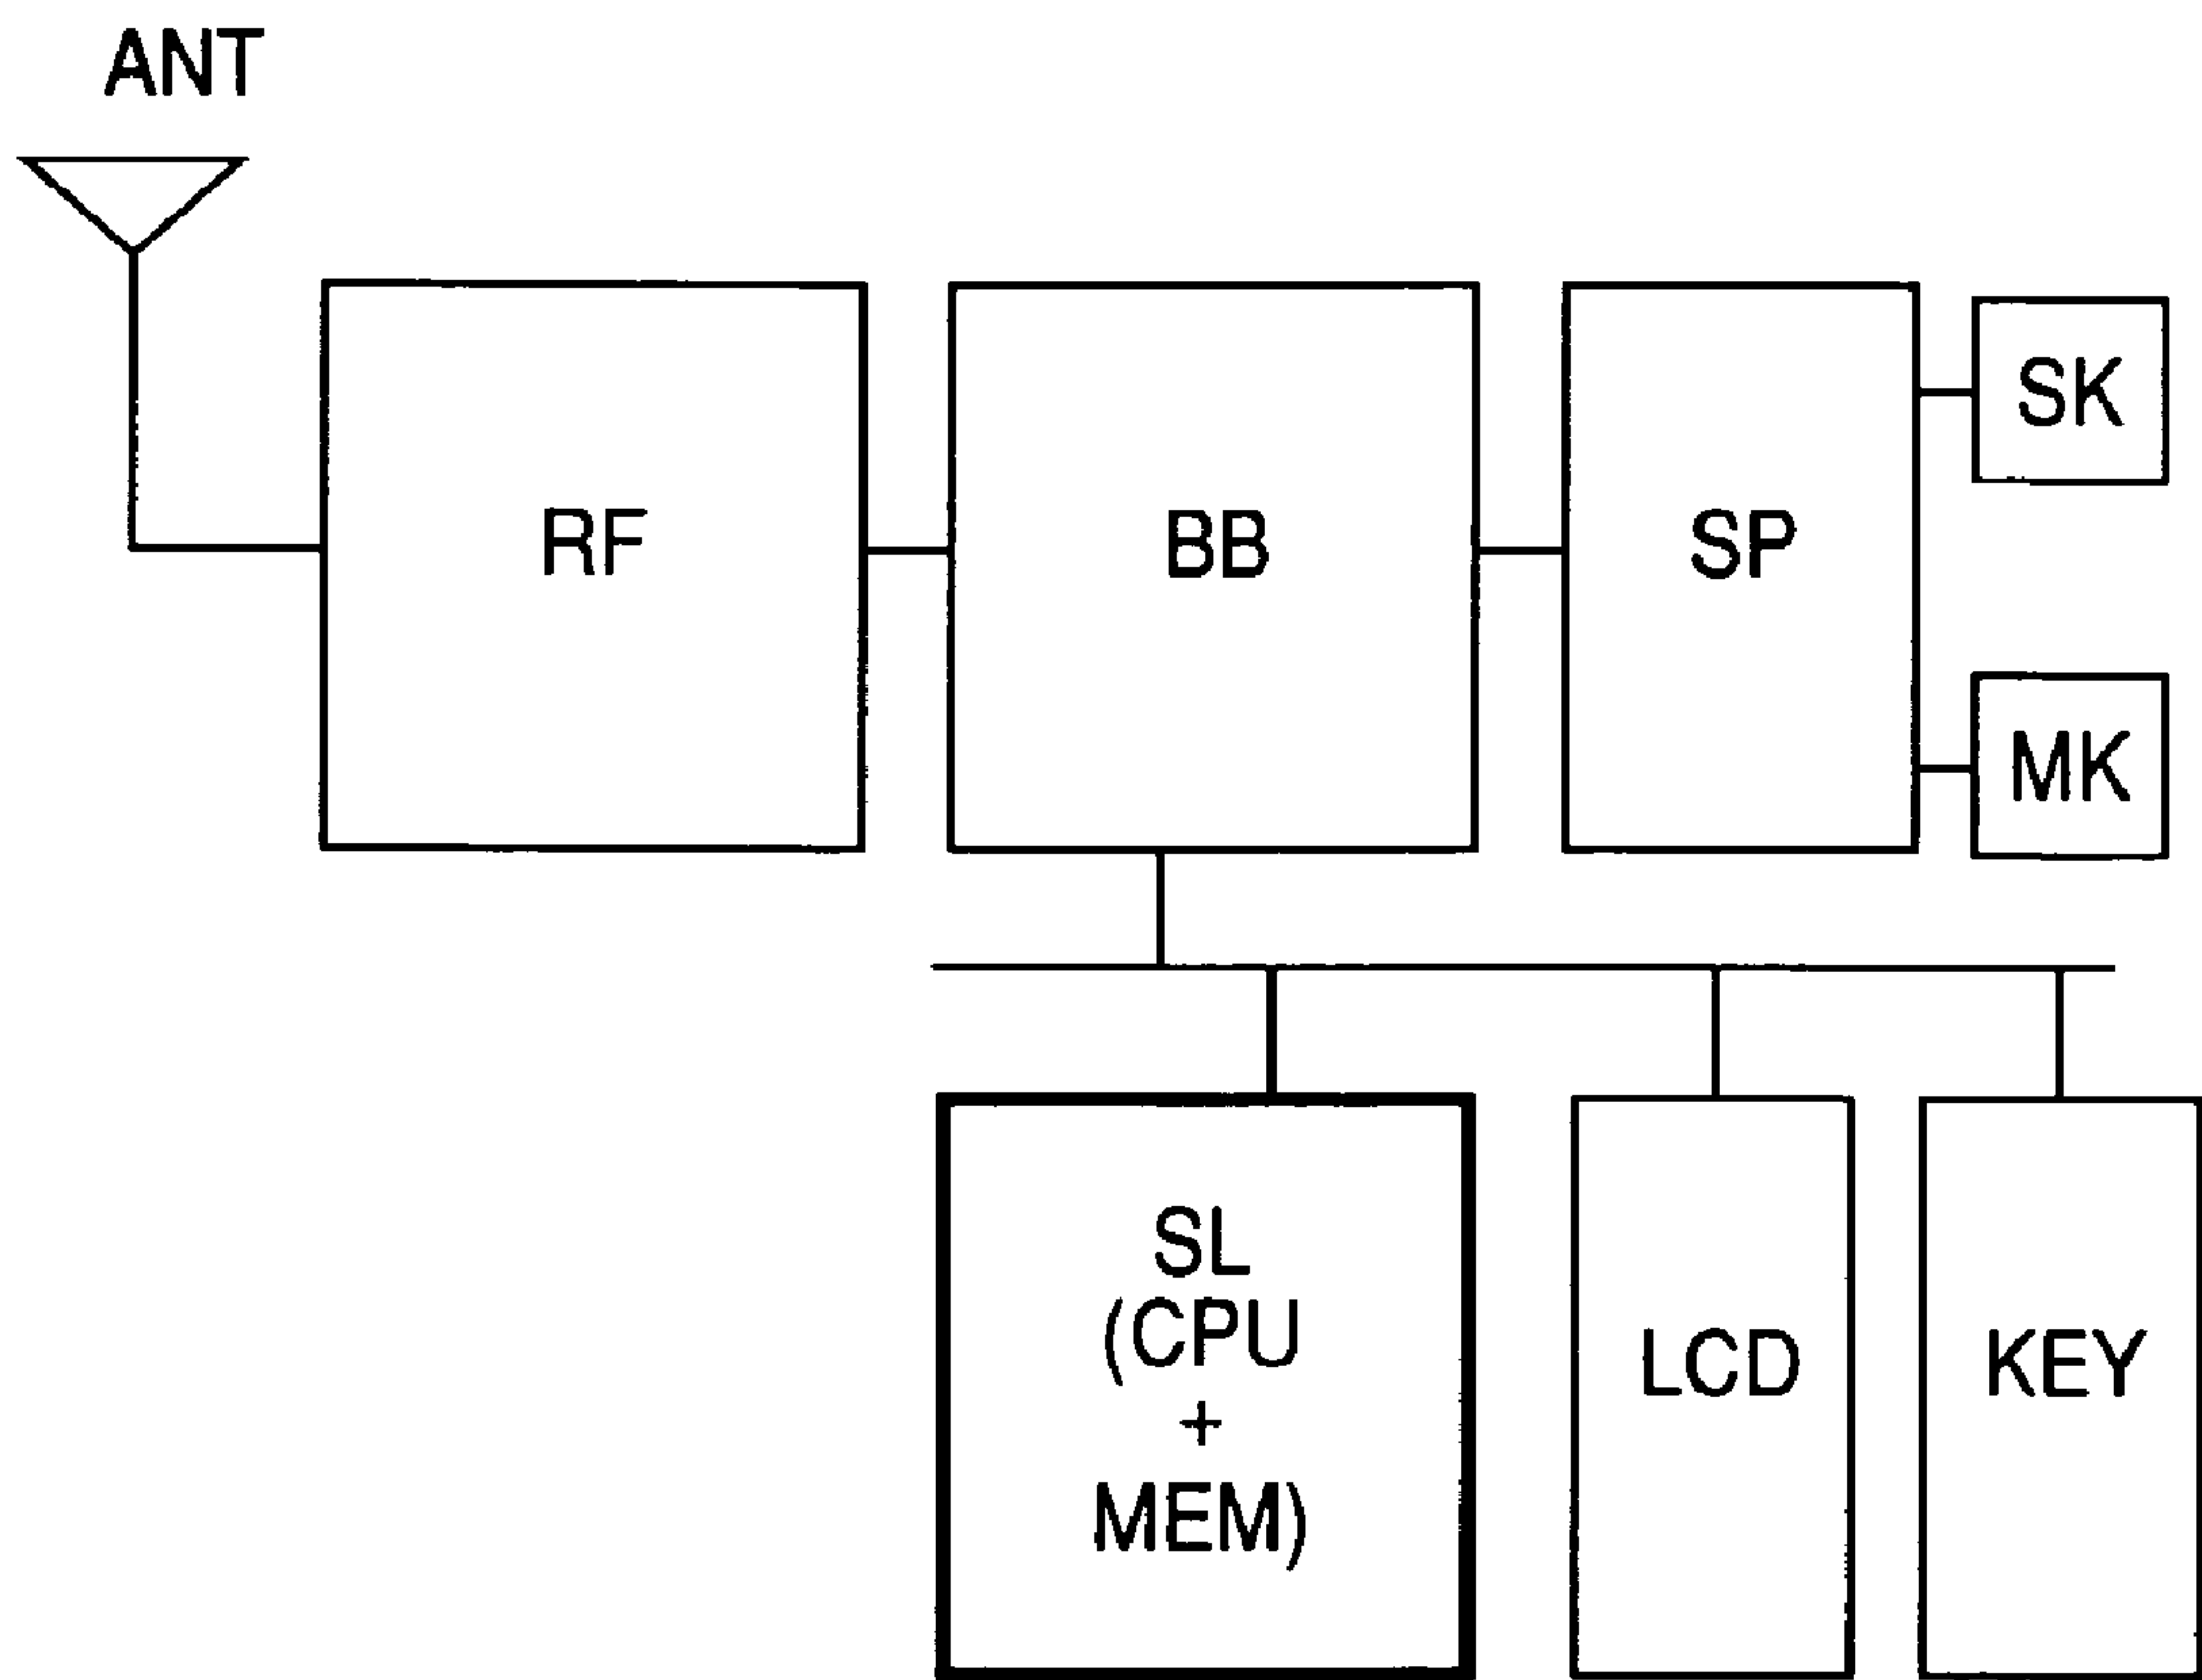 ANT
RF
BB
SP
SK
MK
SL
(CPU
+
MEM)
LCD
KEY